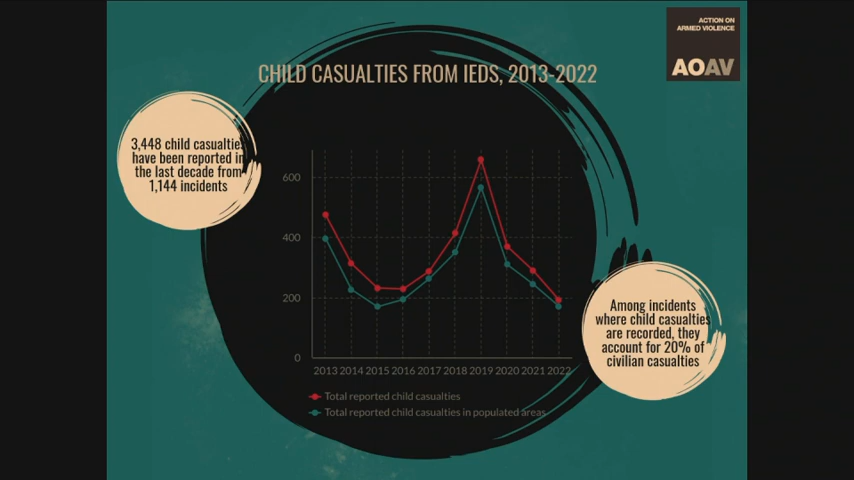 ACTION ON
ARMED VIOLENCE
AOAV
CHILD CASUALTIES FROM IEDS, 2013-2022
3,448 child casualties
have been reported in
the last decade from
1,144 incidents
600
400
200
0
2013 2014 2015 2016 2017 2018 2019 2020 2021 2022
Total reported child casualties
Total reported child casualties in populated areas
Among incidents
where child casualties
are recorded, they
account for 20% of
civilian casualties